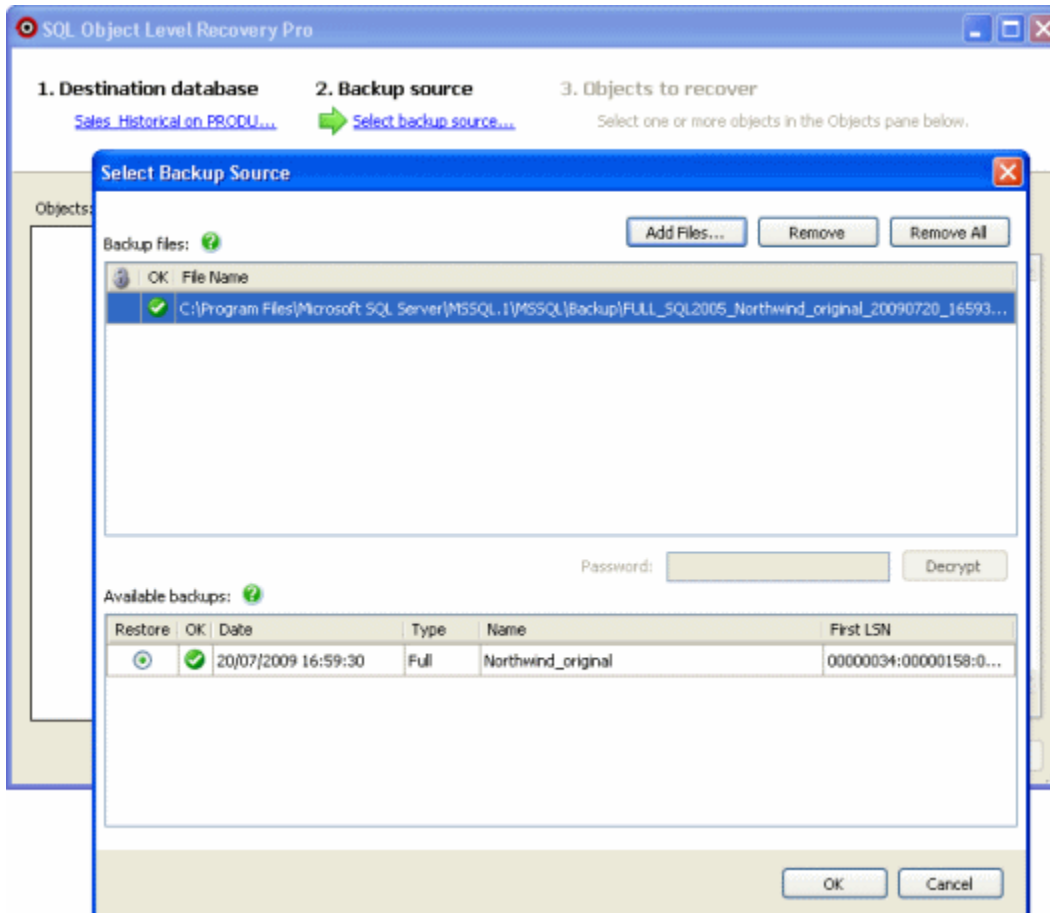 SQL Object Level Recovery Pro
1. Destination database 2. Backup source 3. Objects to recover
Sales_Historical on PRODU... Select backup source... Select one or more objects in the Objects pane below.
Select Backup Source
Objects:
Backup files: Add Files... Remove Remove All
OK File Name
C:\Program Files\Microsoft SQL Server\MSSQL.1\MSSQL\Backup\FULL_SQL2005_Northwind_original_20090720_16593...
Password: Decrypt
Available backups:
Restore OK Date Type Name First LSN
20/07/2009 16:59:30 Full Northwind_original 00000034:00000158:0...
OK Cancel